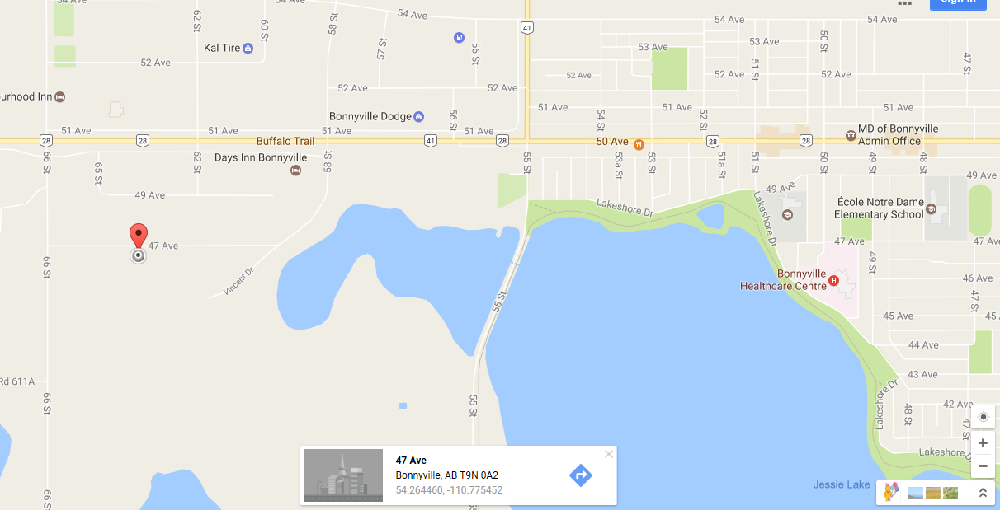 54 Ave
54 Ave
54 Ave
54 Ave
54 Ave
Sign in
62 St
60 St
58 St
57 St
56 St
41
Kal Tire
52 Ave
53 Ave
53 Ave
50 St
51 St
47 St
52 Ave
52 Ave
52 Ave
52 Ave
52 Ave
urhood Inn
Bonnyville Dodge
56 St
51 Ave
54 St
51 Ave
52 St
51 Ave
51 Ave
51 Ave
51 Ave
51 Ave
28
28
Buffalo Trail
41
28
50 Ave
28
28
MD of Bonnyville
Admin Office
66 St
65 St
62 St
Days Inn Bonnyville
58 St
55 St
53a St
53 St
51a St
51 St
50 St
49 St
48 St
49 Ave
49 Ave
49 Ave
Lakeshore Dr
Lakeshore Dr
École Notre Dame
Elementary School
47 Ave
47 Ave
47 Ave
66 St
Vincent Dr
55 St
49 St
Bonnyville
Healthcare Centre
46 Ave
47 St
45 Ave
45
44 Ave
43 Ave
Rd 611A
66 St
55 St
Lakeshore Dr
48 St
42 Ave
47 St
Lakeshore Dr
Jessie Lake
47 Ave
Bonnyville, AB T9N 0A2
54.264460, -110.775452